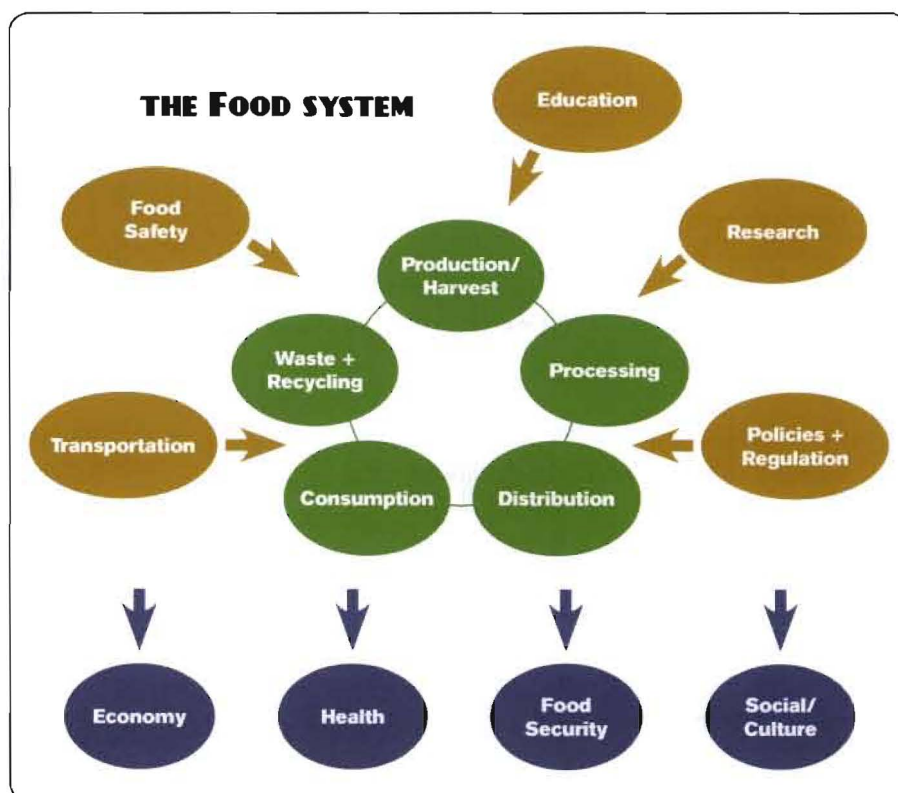 THE FOOD SYSTEM
Education
Food
Safety
Research
Production/
Harvest
Waste +
Recycling
Processing
Transportation
Policies +
Regulation
Consumption
Distribution
Economy
Health
Food
Security
Social/
Culture